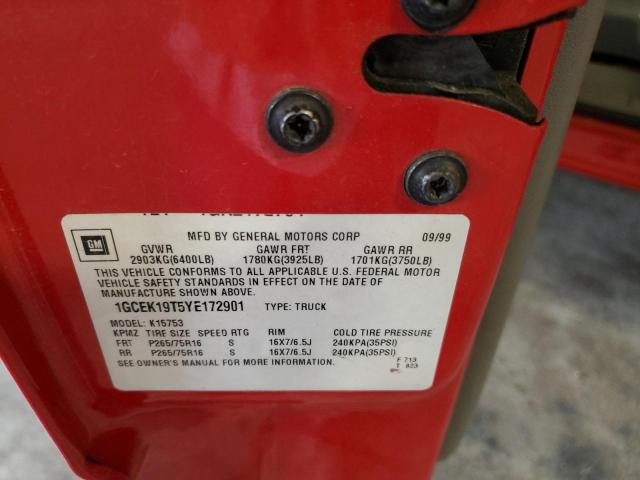 GM
MFD BY GENERAL MOTORS CORP 09/99
GVWR GAWR FRT GAWR RR
2903KG(6400LB) 1780KG(3925LB) 1701KG(3750LB)
THIS VEHICLE CONFORMS TO ALL APPLICABLE U.S. FEDERAL MOTOR
VEHICLE SAFETY STANDARDS IN EFFECT ON THE DATE OF
MANUFACTURE SHOWN ABOVE.
1GCEK19T5YE172901 TYPE: TRUCK
MODEL: K15753
KPMZ TIRE SIZE SPEED RTG RIM COLD TIRE PRESSURE
FRT P265/75R16 S 16X7/6.5J 240KPA(35PSI)
RR P265/75R16 S 16X7/6.5J 240KPA(35PSI)
SEE OWNER'S MANUAL FOR MORE INFORMATION.
F 713
T 823